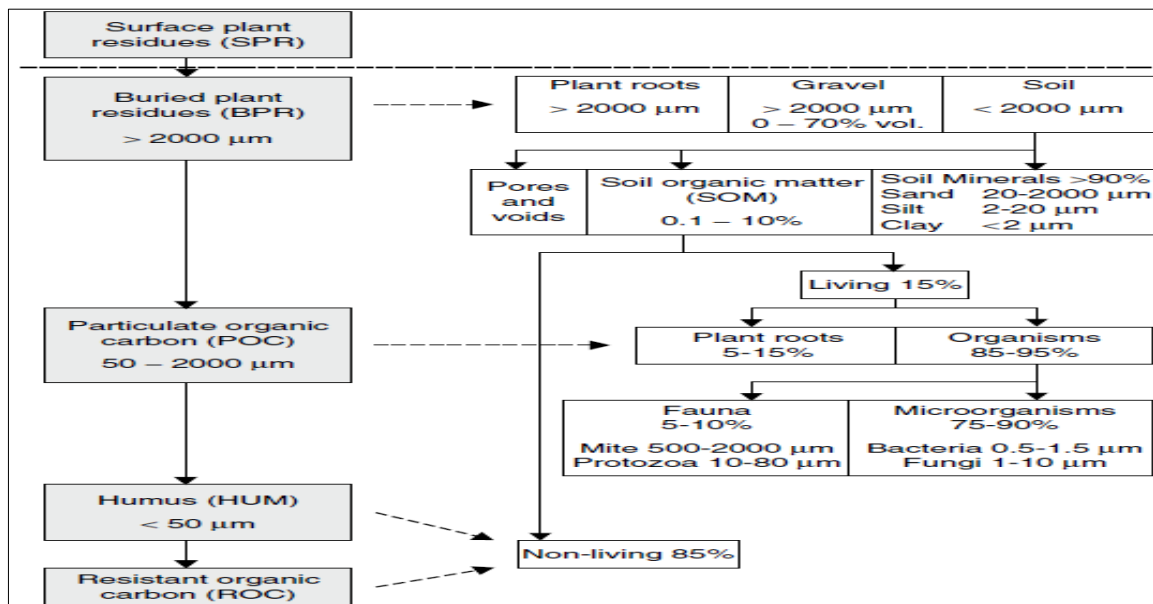 Surface plant
residues (SPR)
Buried plant
residues (BPR)
> 2000 μm
Plant roots
> 2000 μm
Gravel
> 2000 μm
0 – 70% vol.
Soil
< 2000 μm
Pores
and
voids
Soil organic matter
(SOM)
0.1 – 10%
Soil Minerals >90%
Sand 20-2000 μm
Silt 2-20 μm
Clay <2 μm
Living 15%
Particulate organic
carbon (POC)
50 – 2000 μm
Plant roots
5-15%
Organisms
85-95%
Fauna
5-10%
Mite 500-2000 μm
Protozoa 10-80 μm
Microorganisms
75-90%
Bacteria 0.5-1.5 μm
Fungi 1-10 μm
Humus (HUM)
< 50 μm
Non-living 85%
Resistant organic
carbon (ROC)